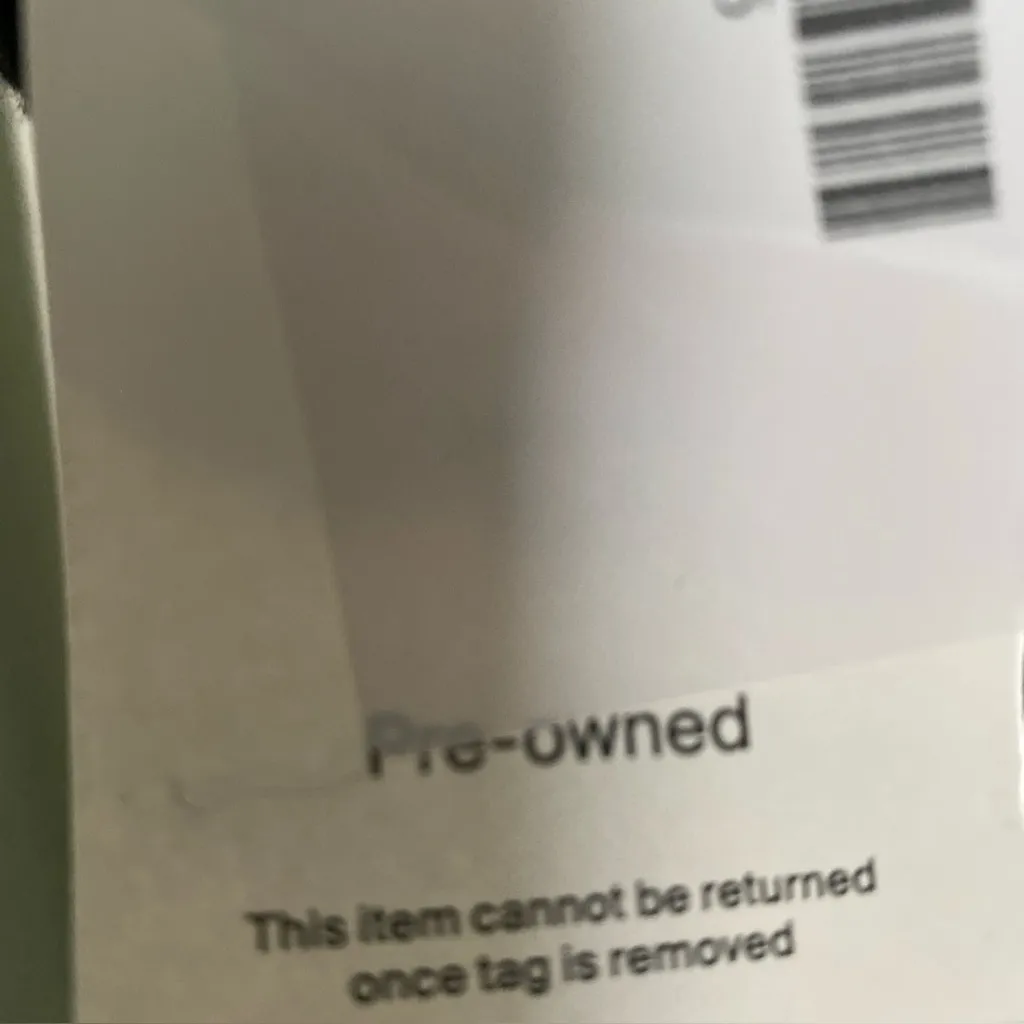 Pre-owned
This item cannot be returned
once tag is removed